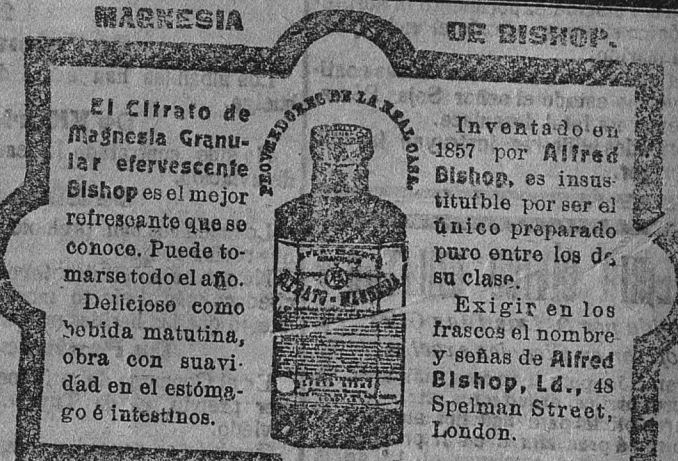 MAGNESIA DE BISHOP.
El Citrato de
Magnesia Granu-
lar efervescente
Bishop es el mejor
refrescante que se
conoce. Puede to-
marse todo el año.
Delicioso como
bebida matutina,
obra con suavi-
dad en el estóma-
go é intestinos.
PROVEEDORES DE LA REAL CASA.
CITRATO - MAGNESIA
Inventado en
1857 por Alfred
Bishop, es insus-
tituíble por ser el
único preparado
puro entre los de
su clase.
Exigir en los
frascos el nombre
y señas de Alfred
Bishop, Ld., 48
Spelman Street,
London.